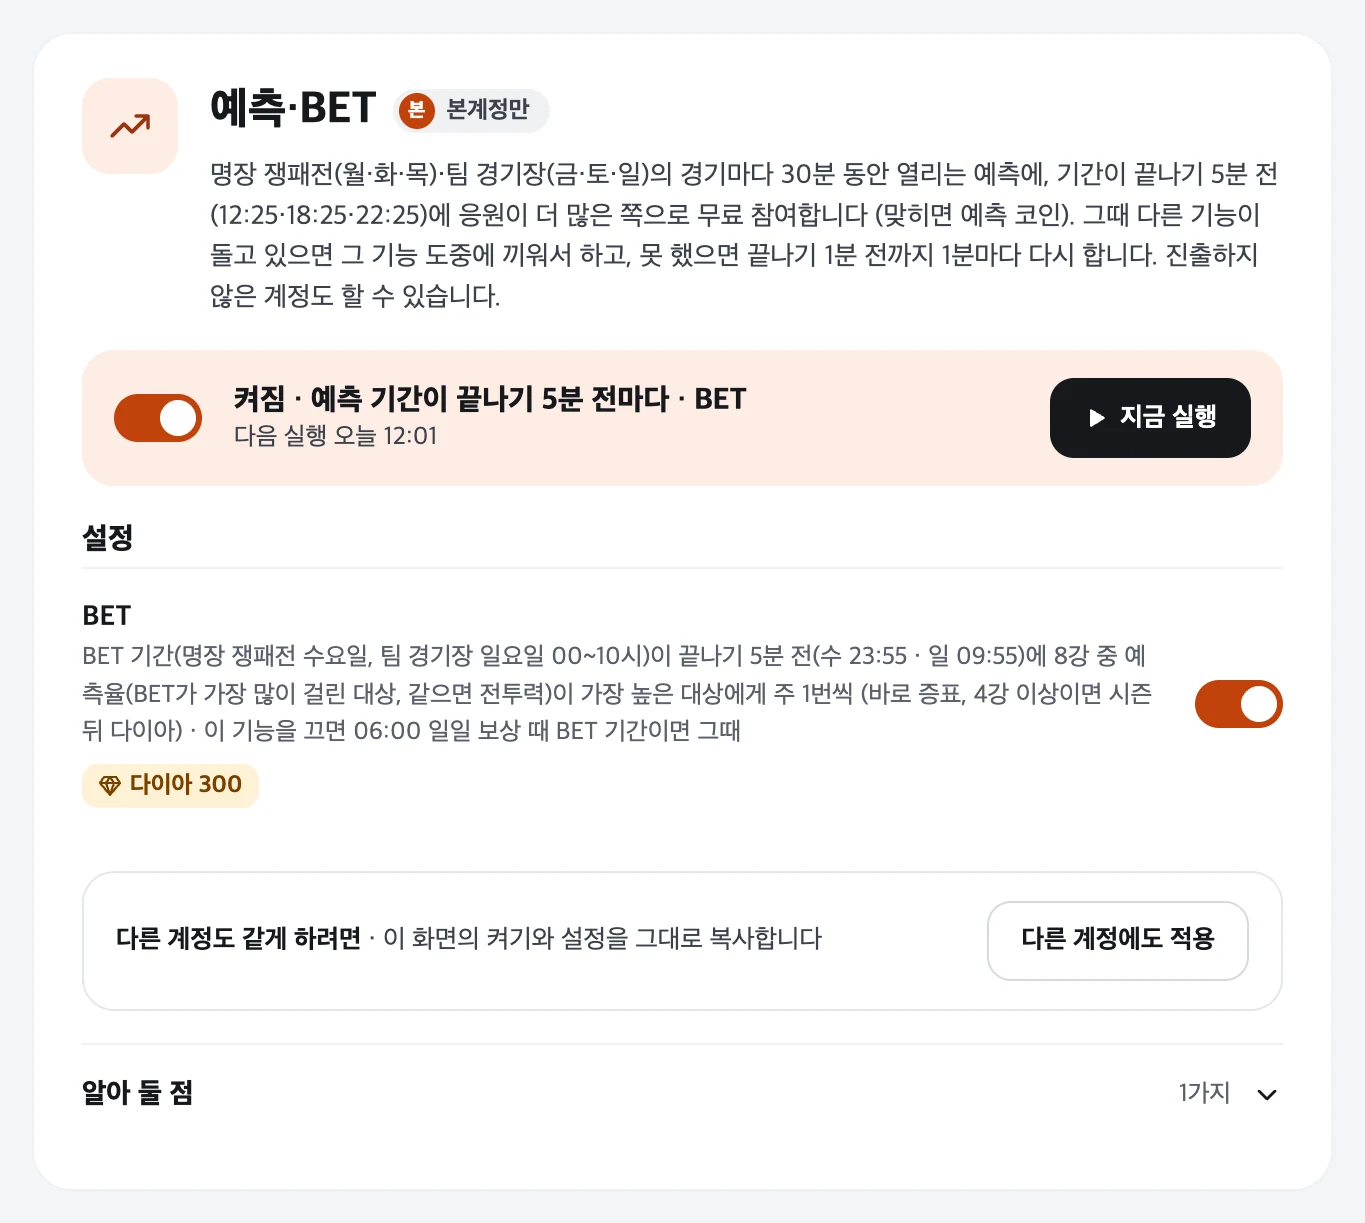 예측·BET
본 본계정만
명장 쟁패전(월·화·목)·팀 경기장(금·토·일)의 경기마다 30분 동안 열리는 예측에, 기간이 끝나기 5분 전
(12:25·18:25·22:25)에 응원이 더 많은 쪽으로 무료 참여합니다 (맞히면 예측 코인). 그때 다른 기능이
돌고 있으면 그 기능 도중에 끼워서 하고, 못 했으면 끝나기 1분 전까지 1분마다 다시 합니다. 진출하지
않은 계정도 할 수 있습니다.
켜짐 · 예측 기간이 끝나기 5분 전마다 · BET
다음 실행 오늘 12:01
지금 실행
설정
BET
BET 기간(명장 쟁패전 수요일, 팀 경기장 일요일 00~10시)이 끝나기 5분 전(수 23:55 · 일 09:55)에 8강 중 예
측율(BET가 가장 많이 걸린 대상, 같으면 전투력)이 가장 높은 대상에게 주 1번씩 (바로 증표, 4강 이상이면 시즌
뒤 다이아) · 이 기능을 끄면 06:00 일일 보상 때 BET 기간이면 그때
다이아 300
다른 계정도 같게 하려면 · 이 화면의 켜기와 설정을 그대로 복사합니다
다른 계정에도 적용
알아 둘 점
1가지